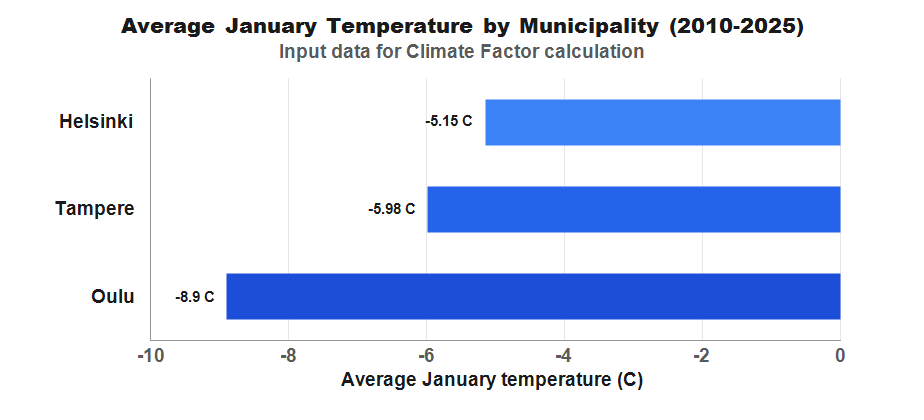 Average January Temperature by Municipality (2010-2025)
Input data for Climate Factor calculation
Helsinki
-5.15 C
Tampere
-5.98 C
Oulu
-8.9 C
-10 -8 -6 -4 -2 0
Average January temperature (C)